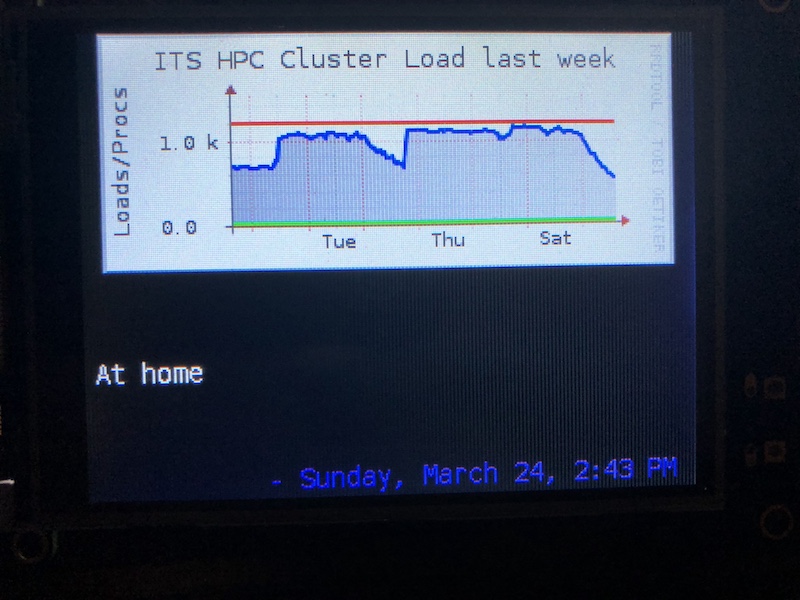 ITS HPC Cluster Load last week
Loads/Procs
1.0 k
0.0
Tue Thu Sat
RRDTOOL / TOBI OETIKER
At home
- Sunday, March 24, 2:43 PM